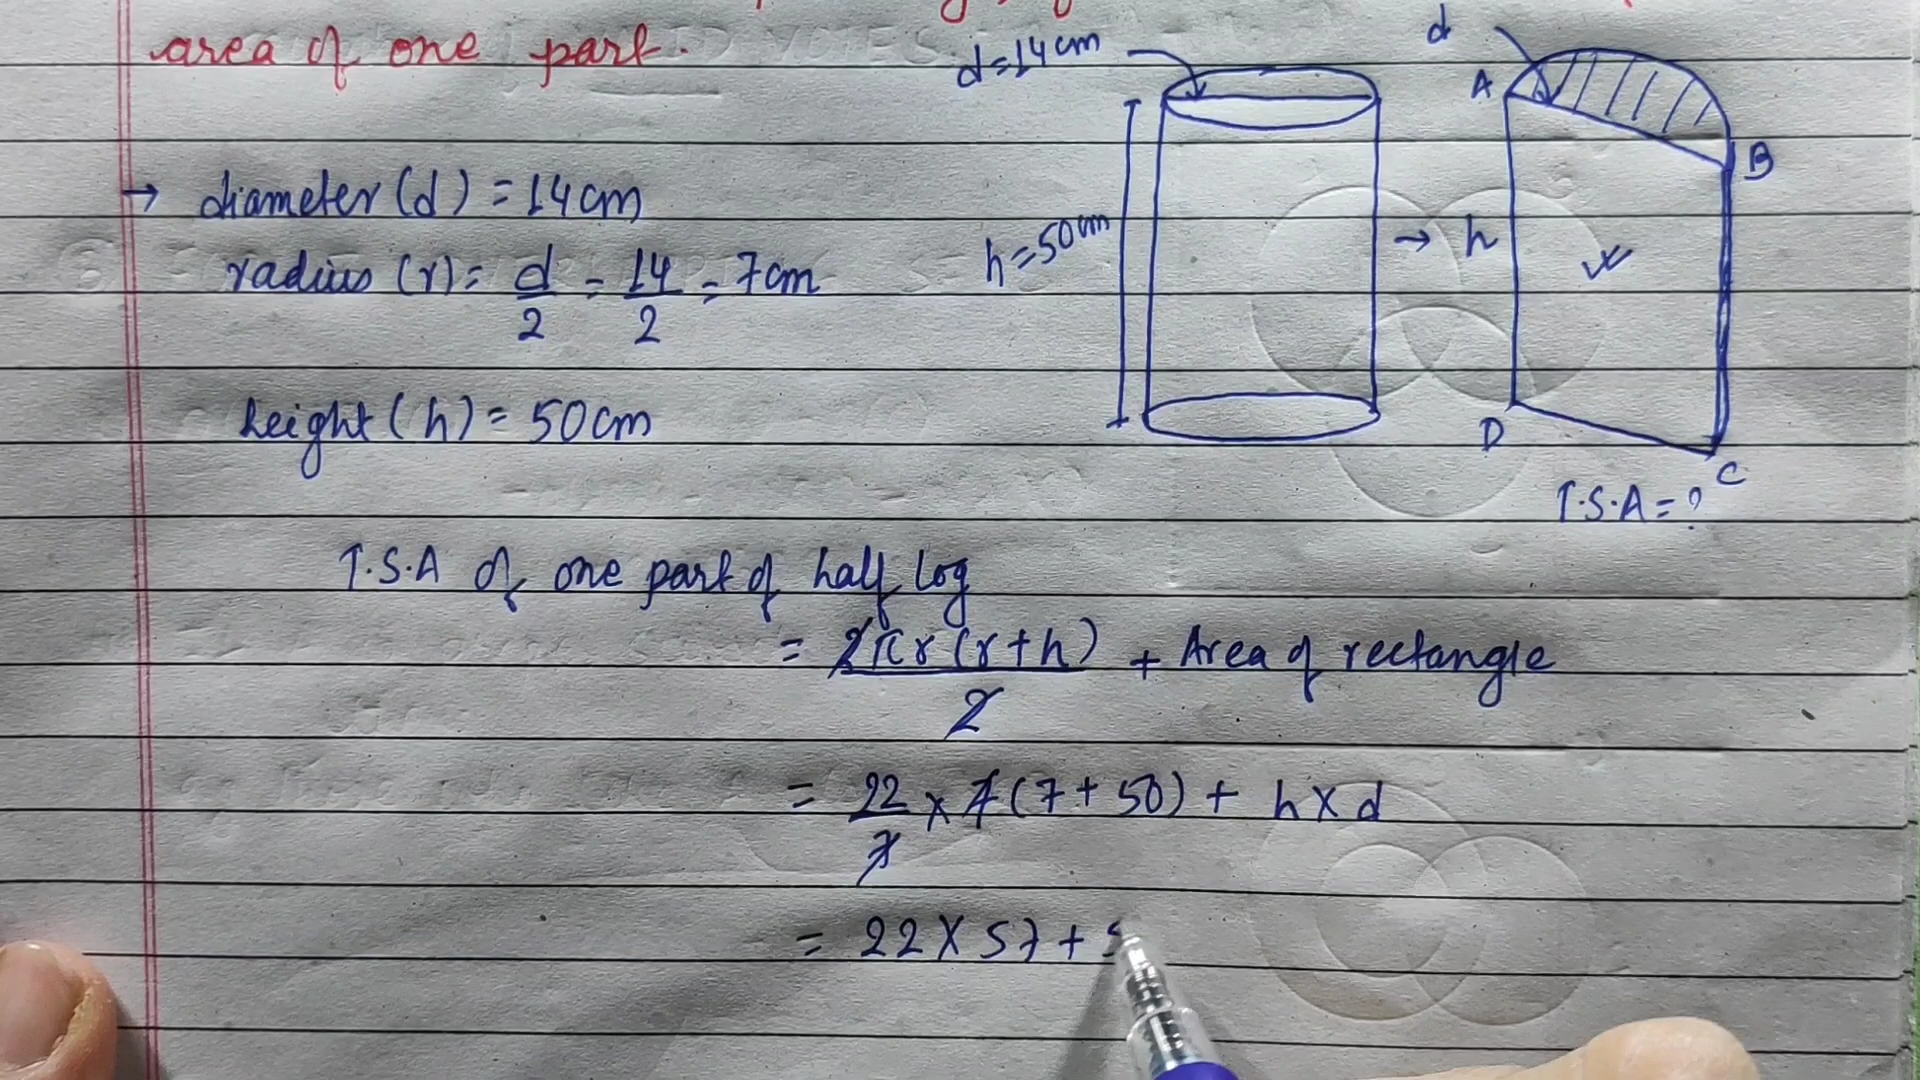 area of one part.
d=14cm
d
A
B
→ diameter (d) = 14cm
radius (r) = d/2 = 14/2 = 7cm
h=50cm
→ h
height (h) = 50cm
D
C
T.S.A = ?
T.S.A of one part of half log
= 2πr(r+h)/2 + Area of rectangle
= 22/7 × 7(7+50) + h×d
= 22×57+5